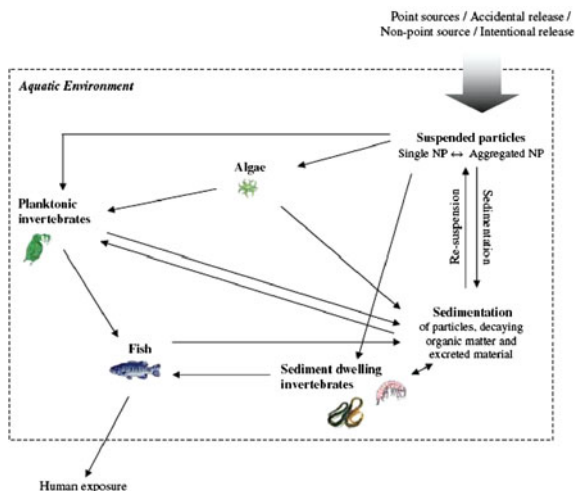 Point sources / Accidental release /
Non-point source / Intentional release
Aquatic Environment
Suspended particles
Single NP ↔ Aggregated NP
Algae
Planktonic
invertebrates
Re-suspension
Sedimentation
Sedimentation
of particles, decaying
organic matter and
excreted material
Fish
Sediment dwelling
invertebrates
Human exposure